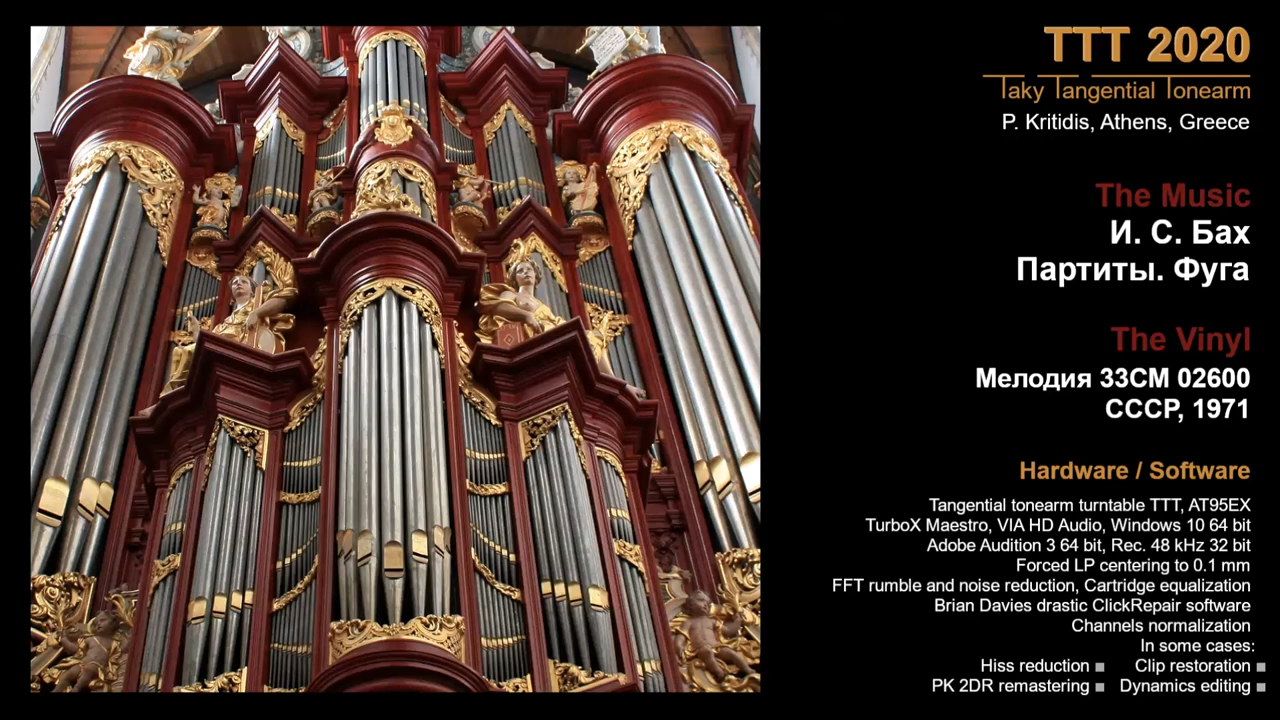 TTT 2020
Taky Tangential Tonearm
P. Kritidis, Athens, Greece
The Music
И. С. Бах
Партиты. Фуга
The Vinyl
Мелодия 33СМ 02600
СССР, 1971
Hardware / Software
Tangential tonearm turntable TTT, AT95EX
TurboX Maestro, VIA HD Audio, Windows 10 64 bit
Adobe Audition 3 64 bit, Rec. 48 kHz 32 bit
Forced LP centering to 0.1 mm
FFT rumble and noise reduction, Cartridge equalization
Brian Davies drastic ClickRepair software
Channels normalization
In some cases:
Hiss reduction ■ Clip restoration ■
PK 2DR remastering ■ Dynamics editing ■